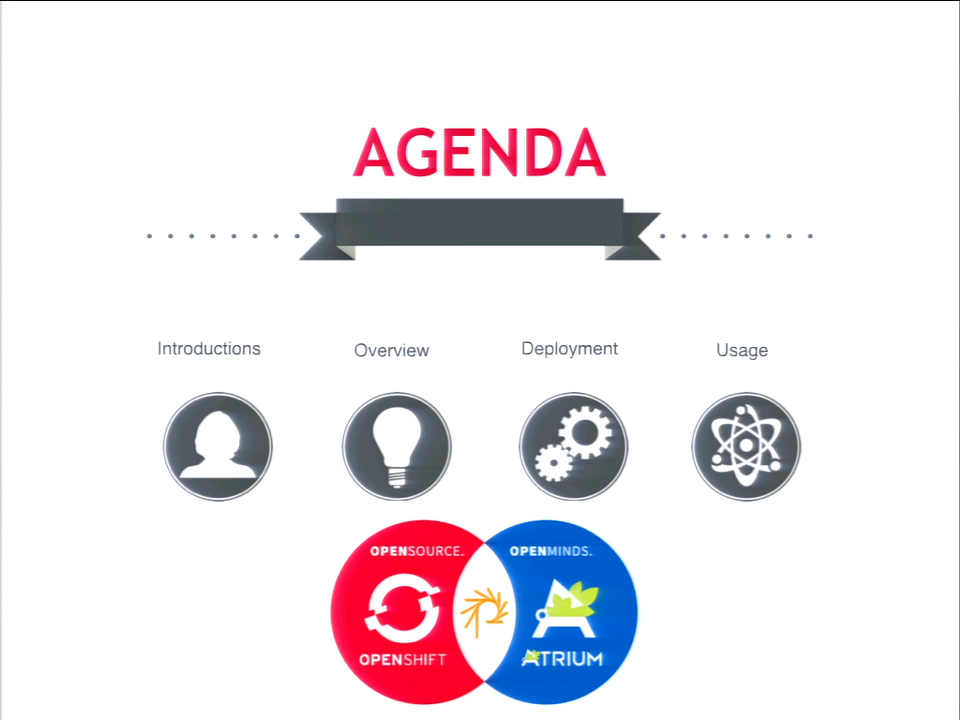 AGENDA
Introductions
Overview
Deployment
Usage
OPENSOURCE. OPENMINDS.
OPENSHIFT ATRIUM